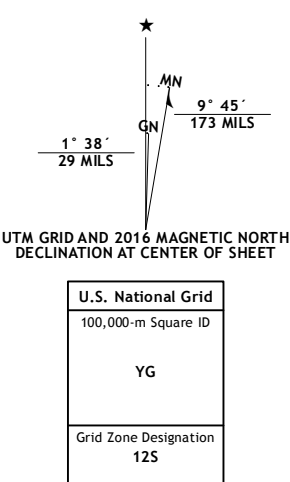 ★
MN
9° 45´
173 MILS
GN
1° 38´
29 MILS
UTM GRID AND 2016 MAGNETIC NORTH
DECLINATION AT CENTER OF SHEET
U.S. National Grid
100,000-m Square ID
YG
Grid Zone Designation
12S